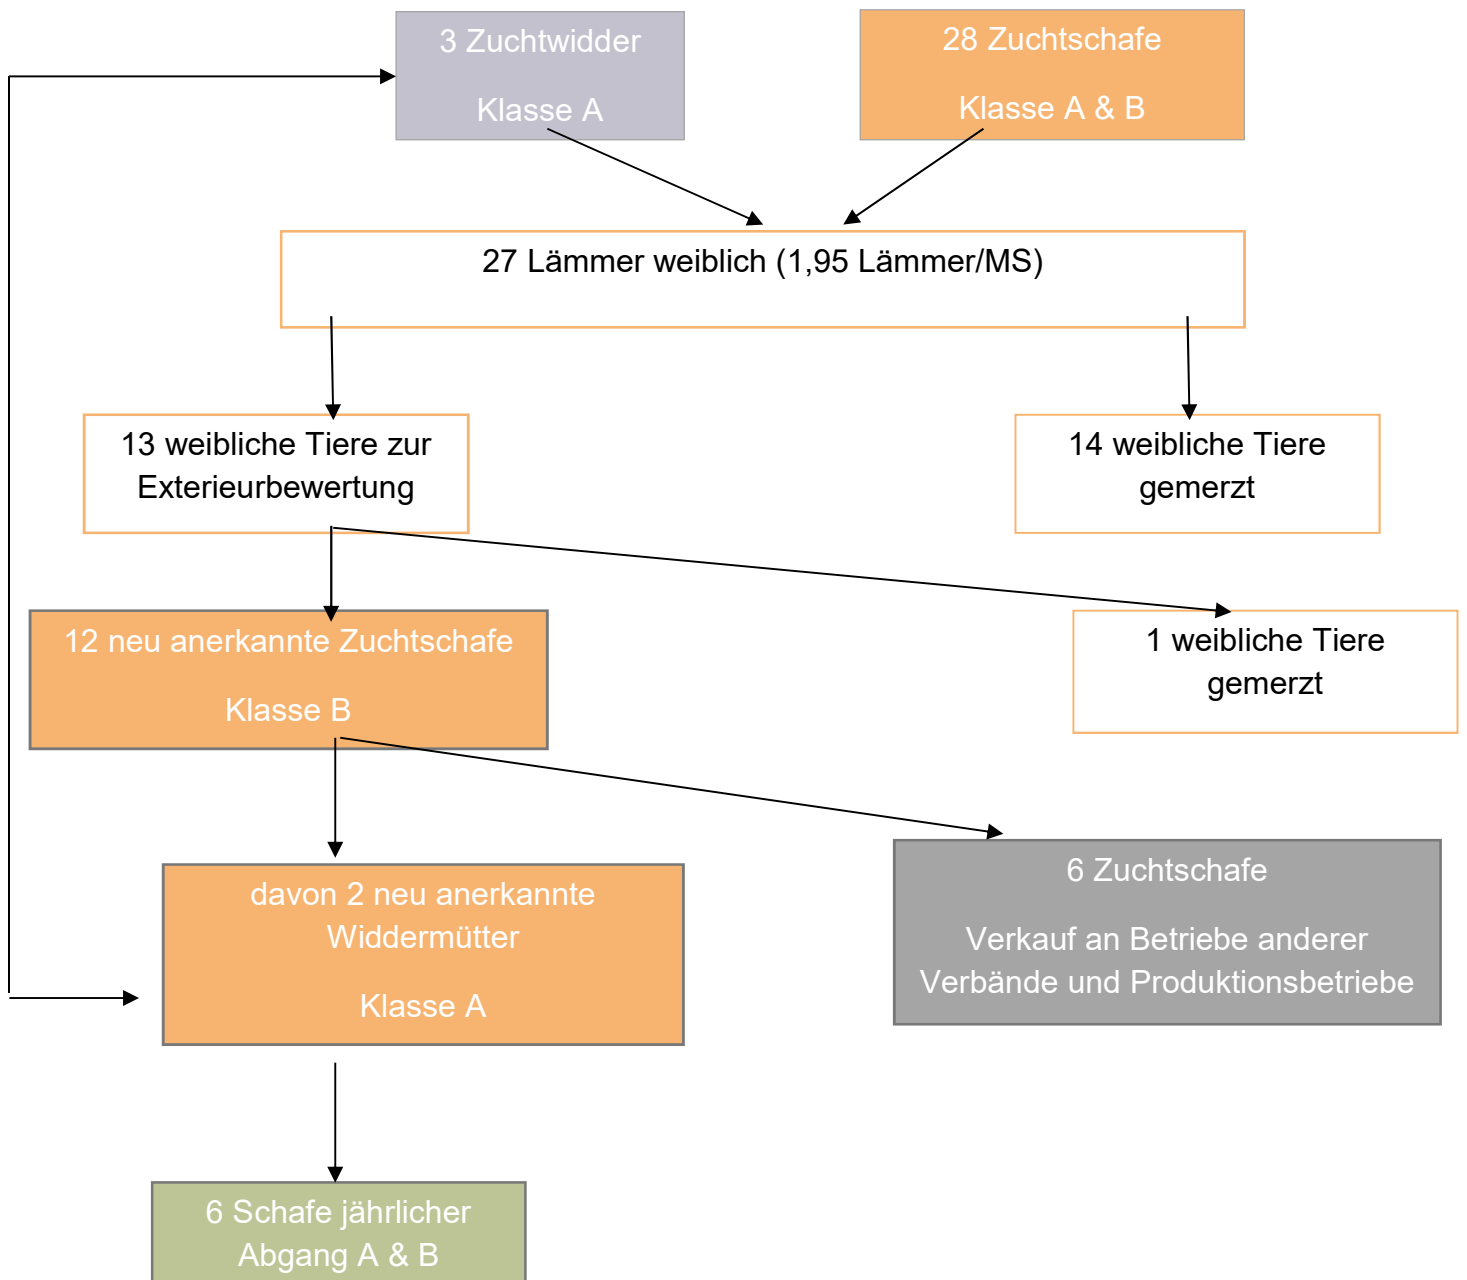 3 Zuchtwidder
Klasse A
28 Zuchtschafe
Klasse A & B
27 Lämmer weiblich (1,95 Lämmer/MS)
13 weibliche Tiere zur
Exterieurbewertung
14 weibliche Tiere
gemerzt
12 neu anerkannte Zuchtschafe
Klasse B
1 weibliche Tiere
gemerzt
davon 2 neu anerkannte
Widdermütter
Klasse A
6 Zuchtschafe
Verkauf an Betriebe anderer
Verbände und Produktionsbetriebe
6 Schafe jährlicher
Abgang A & B